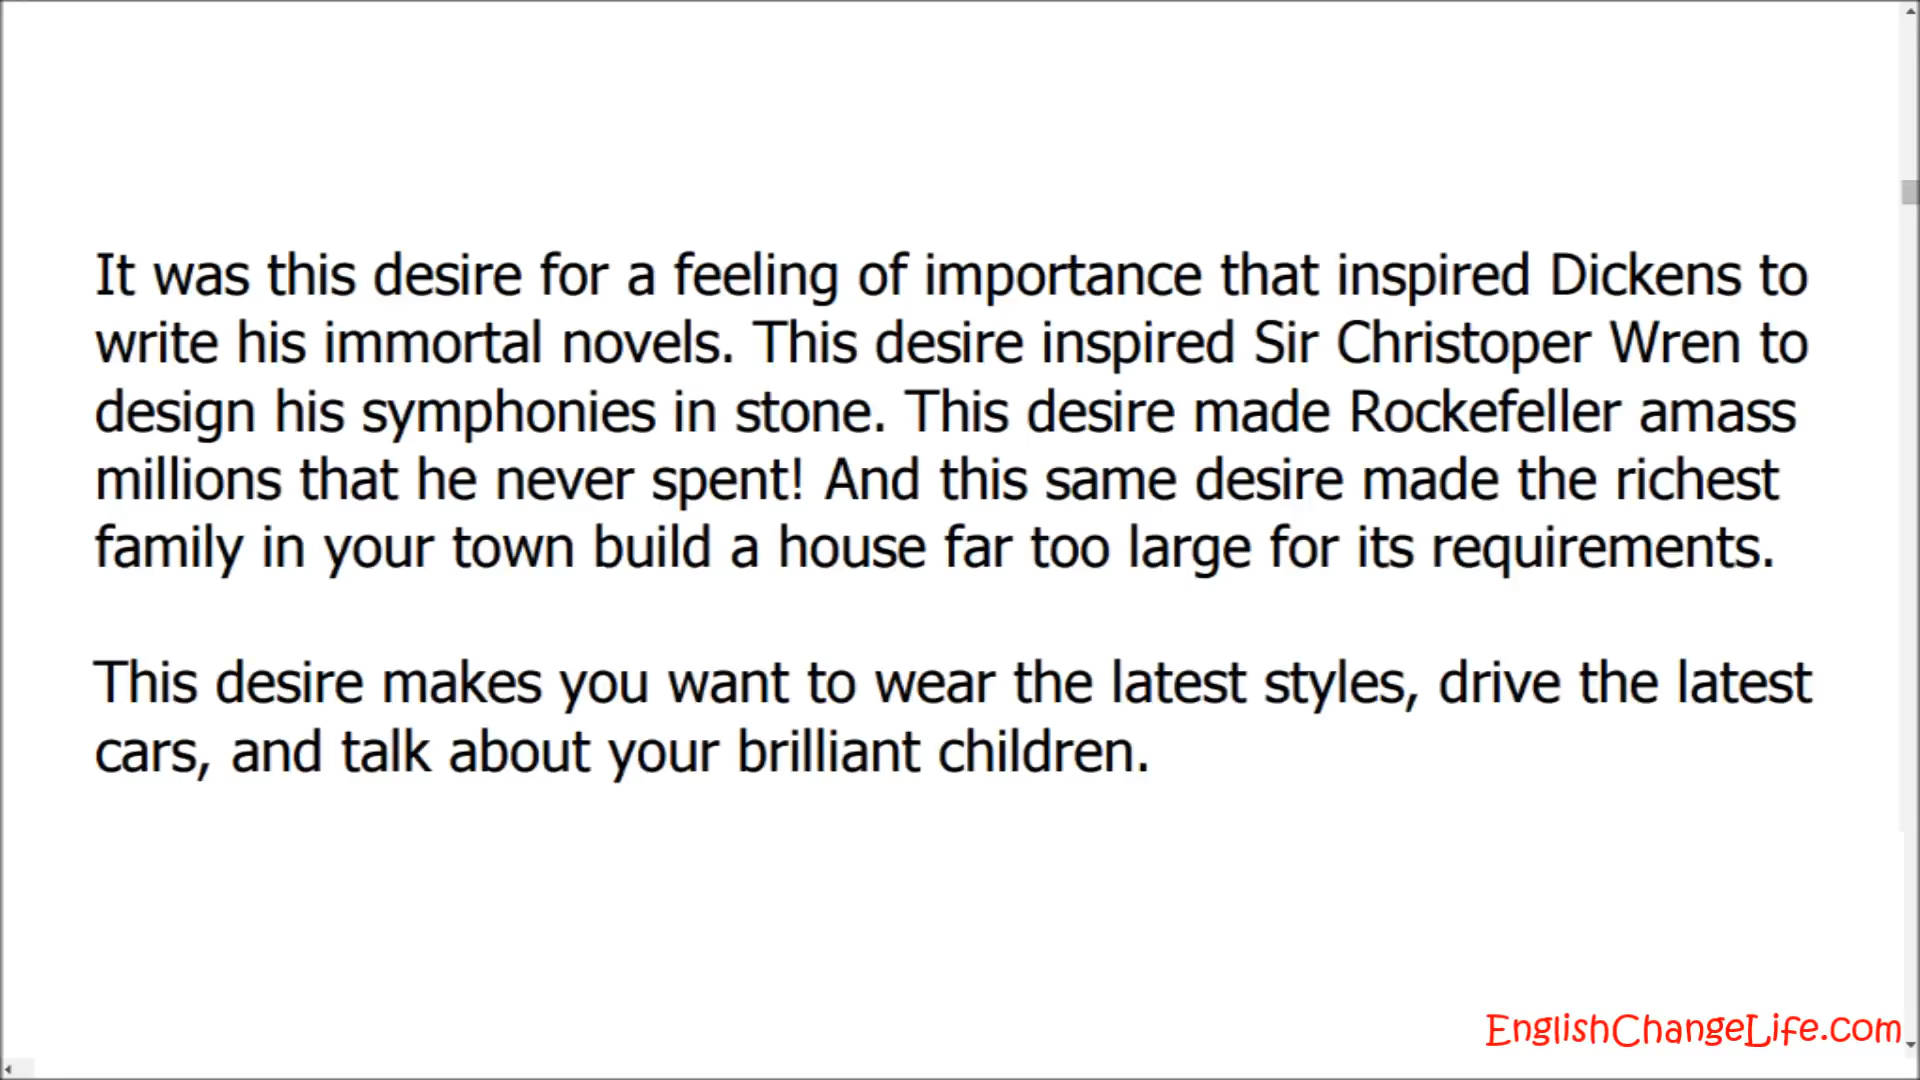 It was this desire for a feeling of importance that inspired Dickens to
write his immortal novels. This desire inspired Sir Christoper Wren to
design his symphonies in stone. This desire made Rockefeller amass
millions that he never spent! And this same desire made the richest
family in your town build a house far too large for its requirements.
This desire makes you want to wear the latest styles, drive the latest
cars, and talk about your brilliant children.
EnglishChangeLife.com